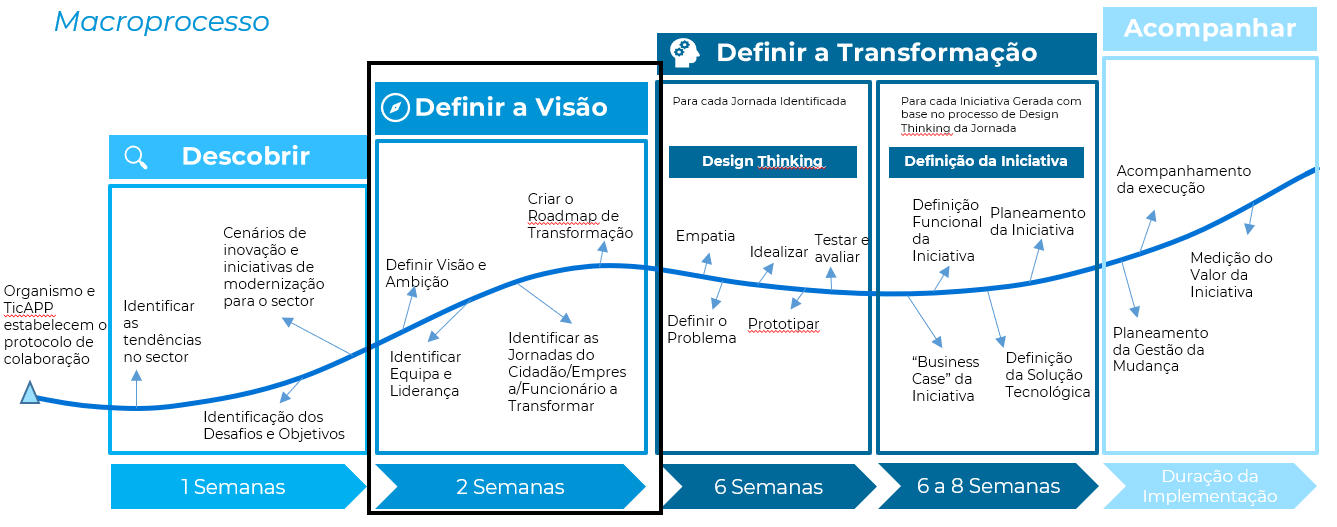 Macroprocesso
Organismo e
TicAPP
estabelecem o
protocolo de
colaboração
Descobrir
Identificar
as
tendências
no sector
Cenários de
inovação e
iniciativas de
modernização
para o sector
Identificação dos
Desafios e Objetivos
1 Semanas
Definir a Visão
Definir Visão e
Ambição
Identificar
Equipa e
Liderança
Criar o
Roadmap de
Transformação
Identificar as
Jornadas do
Cidadão/Empres
a/Funcionário a
Transformar
2 Semanas
Definir a Transformação
Para cada Jornada Identificada
Design Thinking
Empatia
Definir o
Problema
Idealizar
Prototipar
Testar e
avaliar
6 Semanas
Para cada Iniciativa Gerada com
base no processo de Design
Thinking da Jornada
Definição da Iniciativa
Definição
Funcional
da
Iniciativa
Planeamento
da Iniciativa
“Business
Case” da
Iniciativa
Definição
da Solução
Tecnológica
6 a 8 Semanas
Acompanhar
Acompanhamento
da execução
Planeamento
da Gestão da
Mudança
Medição do
Valor da
Iniciativa
Duração da
Implementação